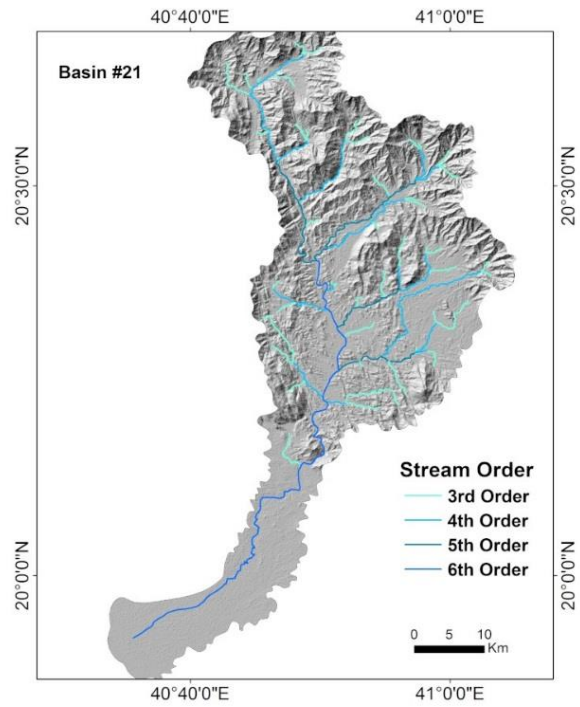 40°40'0"E 41°0'0"E
Basin #21
20°30'0"N 20°30'0"N
Stream Order
3rd Order
4th Order
5th Order
6th Order
20°0'0"N 20°0'0"N
0 5 10
Km
40°40'0"E 41°0'0"E